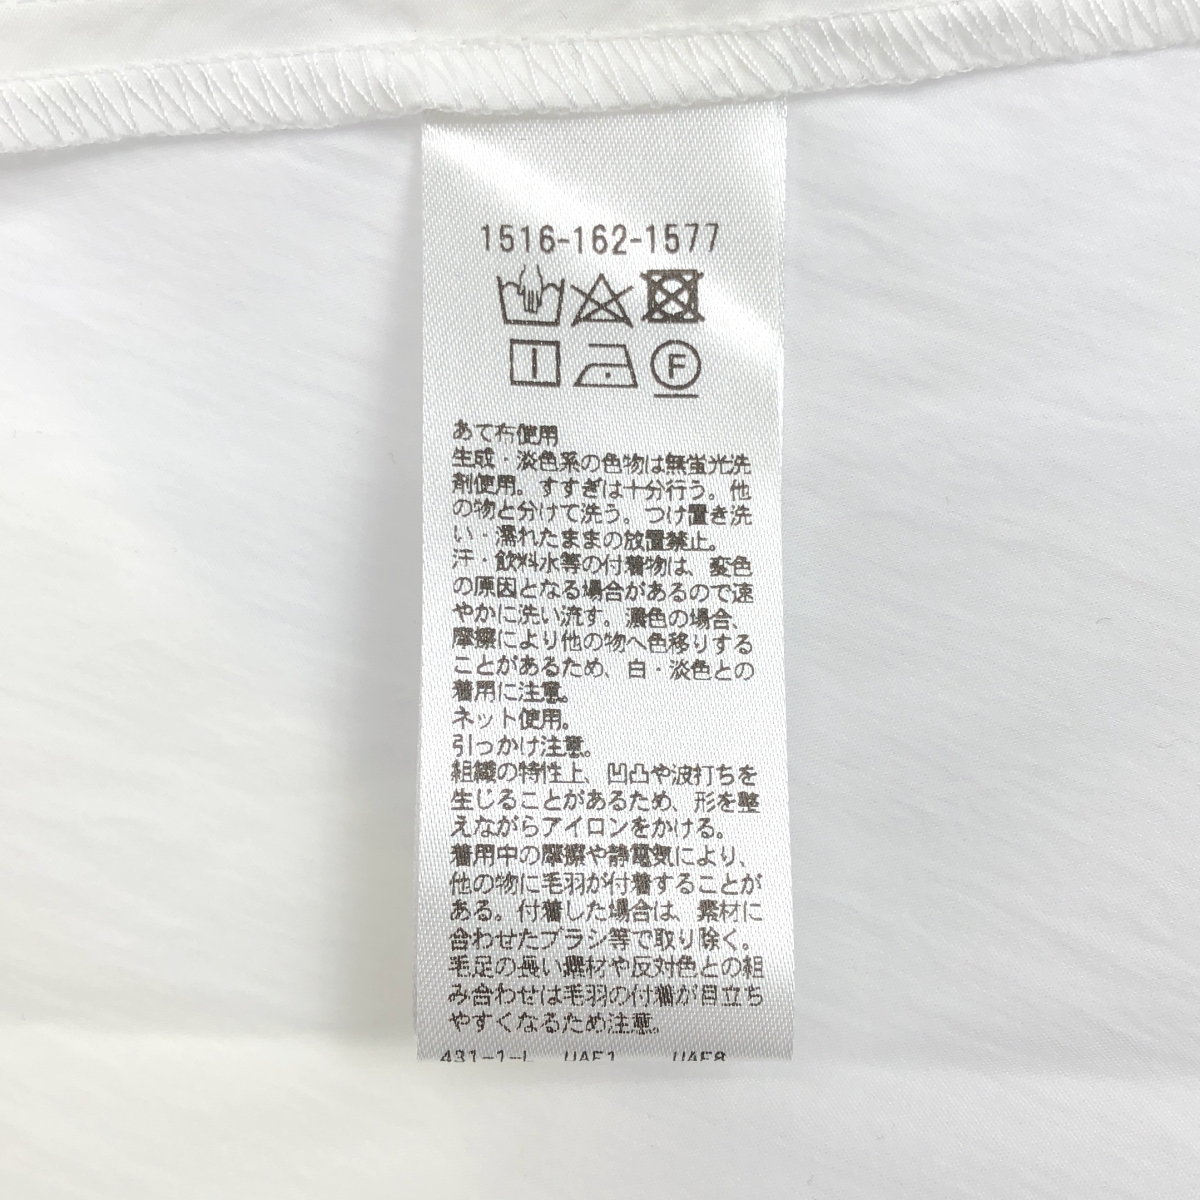 1516-162-1577
I
F
あて布使用
生成・淡色系の色物は無蛍光洗
剤使用。すすぎは十分行う。他
の物と分けて洗う。つけ置き洗
い・濡れたままの放置禁止。
汗・飲料水等の付着物は、変色
の原因となる場合があるので速
やかに洗い流す。濃色の場合、
摩擦により他の物へ色移りする
ことがあるため、白・淡色との
着用に注意。
ネット使用。
引っかけ注意。
組織の特性上、凹凸や波打ちを
生じることがあるため、形を整
えながらアイロンをかける。
着用中の摩擦や静電気により、
他の物に毛羽が付着することが
ある。付着した場合は、素材に
合わせたブラシ等で取り除く。
毛足の長い素材や反対色との組
み合わせは毛羽の付着が目立ち
やすくなるため注意。
431-1-L UAF1 UAF8